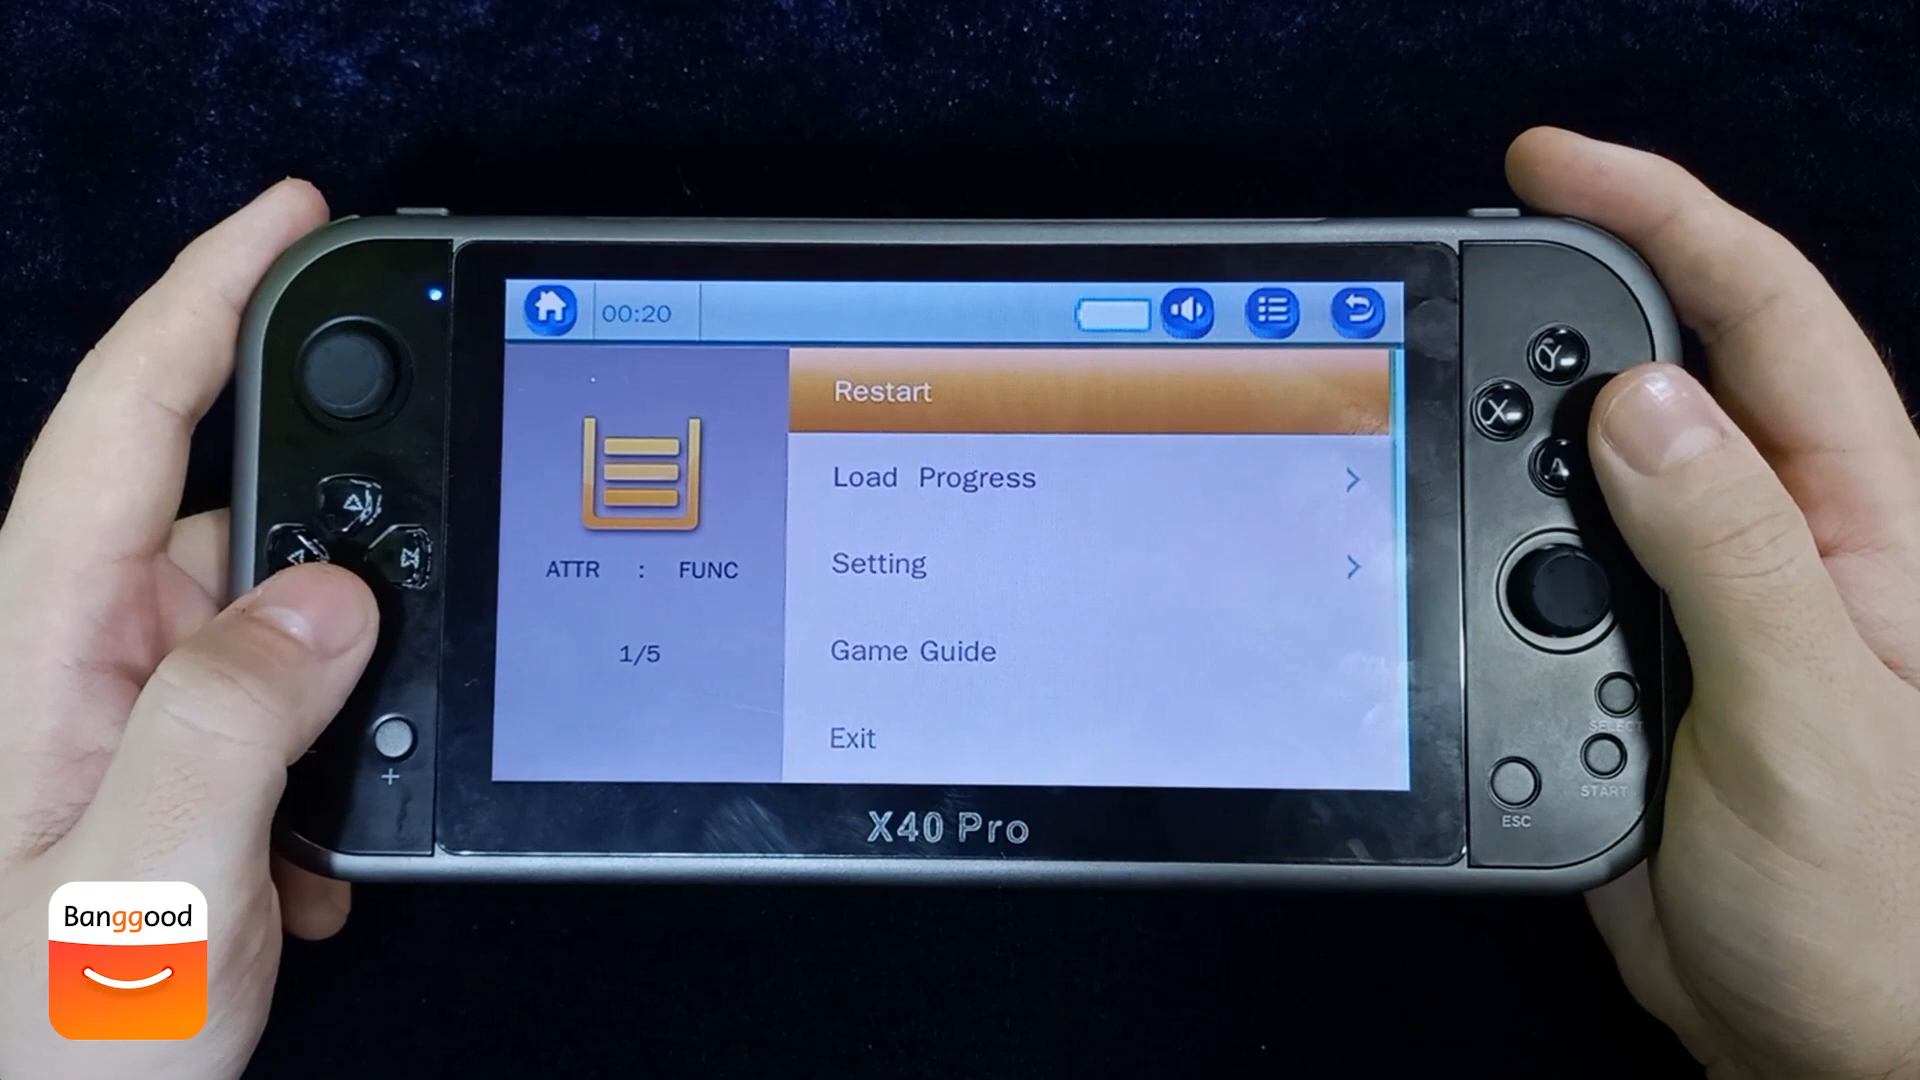 00:20
Restart
Load Progress
Setting
Game Guide
Exit
ATTR : FUNC
1/5
X40 Pro
Y
X
A
+
SELECT
START
ESC
Banggood